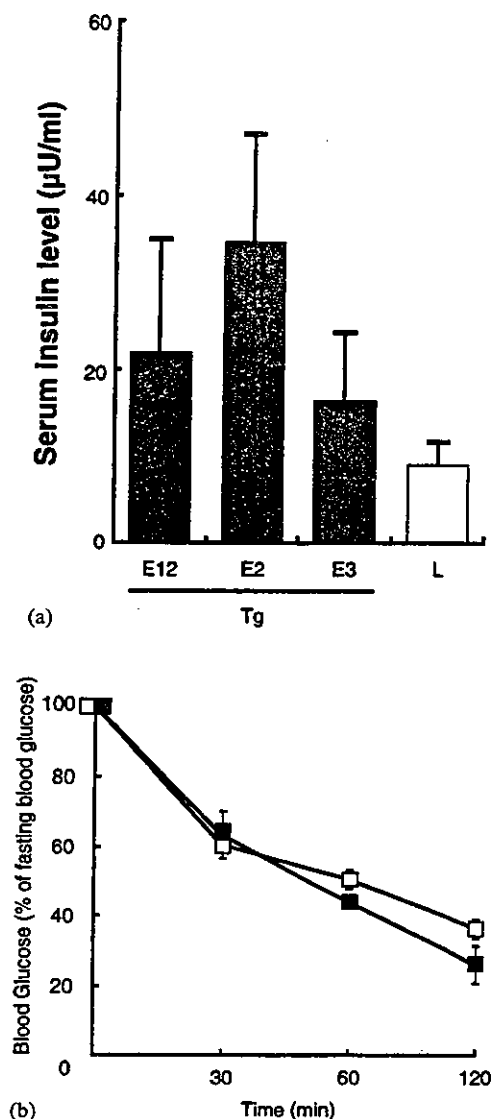 60
40
20
0
Serum insulin level (µU/ml)
E12 E2 E3 L
Tg
(a)
100
80
60
40
20
0
Blood Glucose (% of fasting blood glucose)
30 60 120
Time (min)
(b)